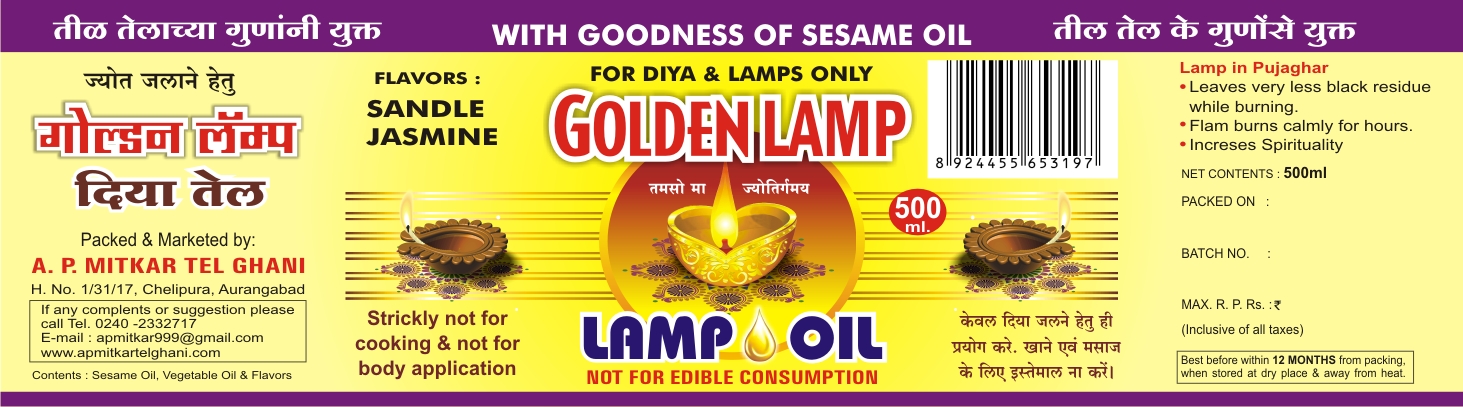 तीळ तेलाच्या गुणांनी युक्त
WITH GOODNESS OF SESAME OIL
तील तेल के गुणोंसे युक्त
ज्योत जलाने हेतु
गोल्डन लॅम्प
दिया तेल
Packed & Marketed by:
A. P. MITKAR TEL GHANI
H. No. 1/31/17, Chelipura, Aurangabad
If any complents or suggestion please
call Tel. 0240 -2332717
E-mail : apmitkar999@gmail.com
www.apmitkartelghani.com
Contents : Sesame Oil, Vegetable Oil & Flavors
FLAVORS :
SANDLE
JASMINE
Strickly not for
cooking & not for
body application
FOR DIYA & LAMPS ONLY
GOLDEN LAMP
तमसो मा ज्योतिर्गमय
500
ml.
LAMP OIL
NOT FOR EDIBLE CONSUMPTION
8 924455 653197
केवल दिया जलने हेतु ही
प्रयोग करे. खाने एवं मसाज
के लिए इस्तेमाल ना करें।
Lamp in Pujaghar
• Leaves very less black residue
while burning.
• Flam burns calmly for hours.
• Increses Spirituality
NET CONTENTS : 500ml
PACKED ON :
BATCH NO. :
MAX. R. P. Rs. : ₹
(Inclusive of all taxes)
Best before within 12 MONTHS from packing,
when stored at dry place & away from heat.